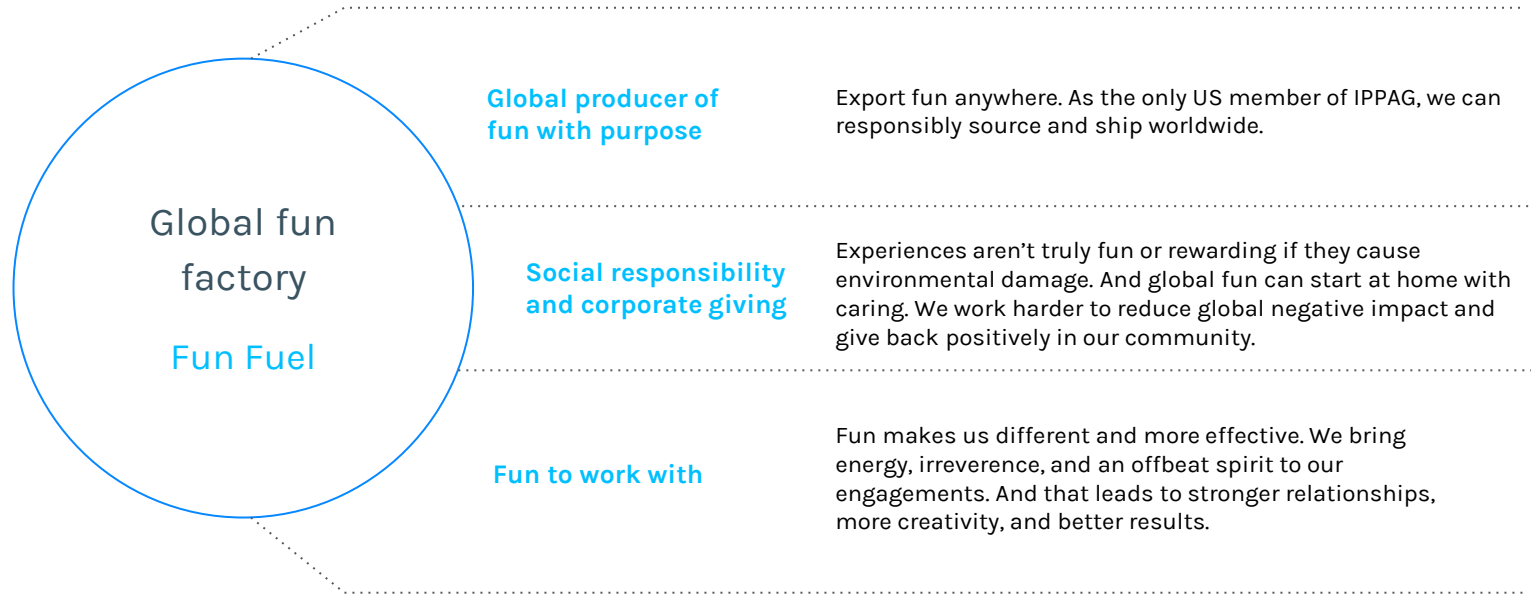 Global fun
factory
Fun Fuel
Global producer of
fun with purpose
Export fun anywhere. As the only US member of IPPAG, we can
responsibly source and ship worldwide.
Social responsibility
and corporate giving
Experiences aren’t truly fun or rewarding if they cause
environmental damage. And global fun can start at home with
caring. We work harder to reduce global negative impact and
give back positively in our community.
Fun to work with
Fun makes us different and more effective. We bring
energy, irreverence, and an offbeat spirit to our
engagements. And that leads to stronger relationships,
more creativity, and better results.